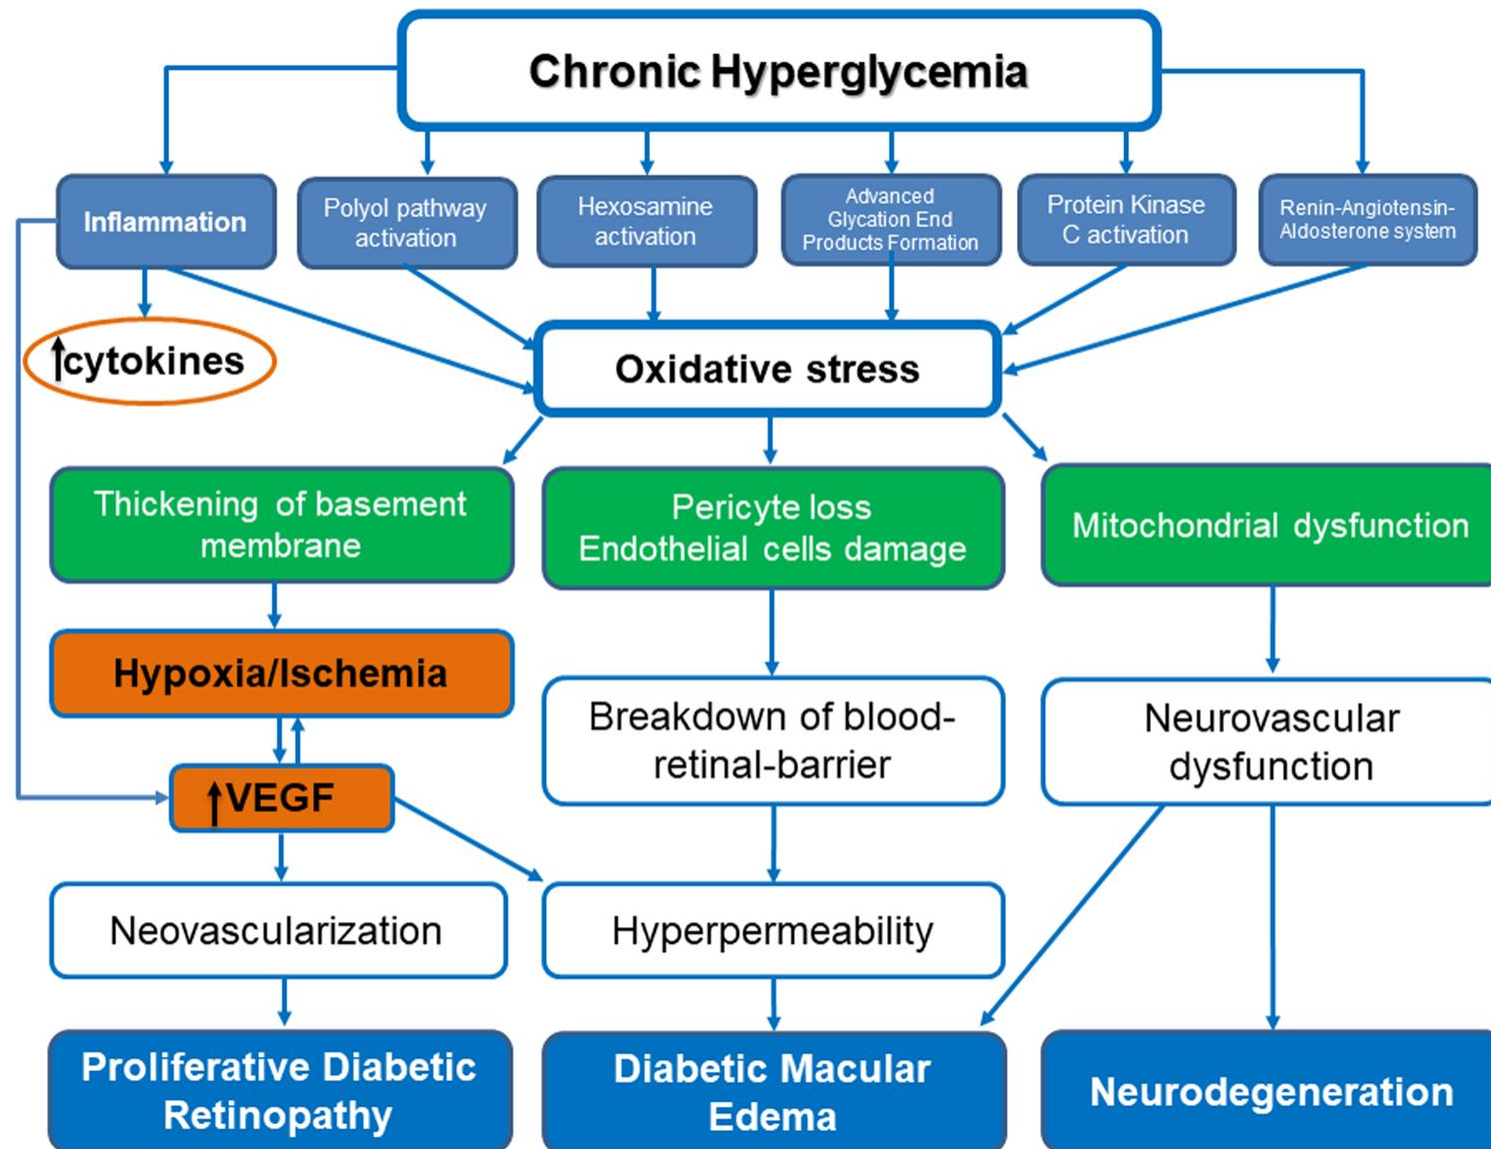 Chronic Hyperglycemia
Inflammation
Polyol pathway
activation
Hexosamine
activation
Advanced
Glycation End
Products Formation
Protein Kinase
C activation
Renin-Angiotensin-
Aldosterone system
↑cytokines
Oxidative stress
Thickening of basement
membrane
Pericyte loss
Endothelial cells damage
Mitochondrial dysfunction
Hypoxia/Ischemia
Breakdown of blood-
retinal-barrier
Neurovascular
dysfunction
↑VEGF
Neovascularization
Hyperpermeability
Proliferative Diabetic
Retinopathy
Diabetic Macular
Edema
Neurodegeneration